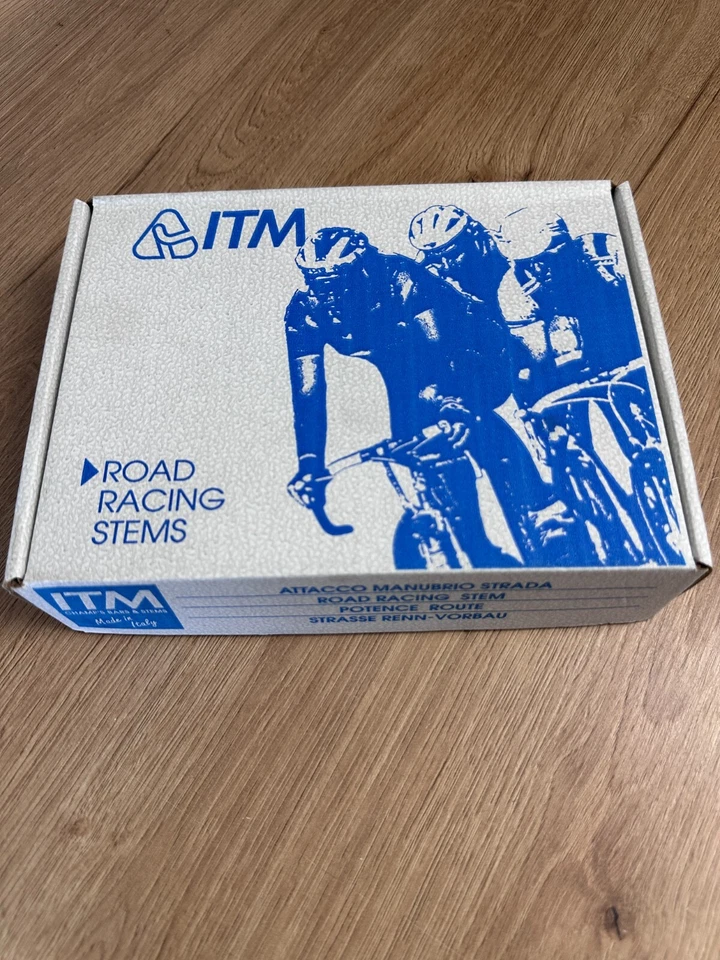 ITM
ROAD
RACING
STEMS
ITM
CHAMP'S BARS & STEMS
Made in Italy
ATTACCO MANUBRIO STRADA
ROAD RACING STEM
POTENCE ROUTE
STRASSE RENN-VORBAU